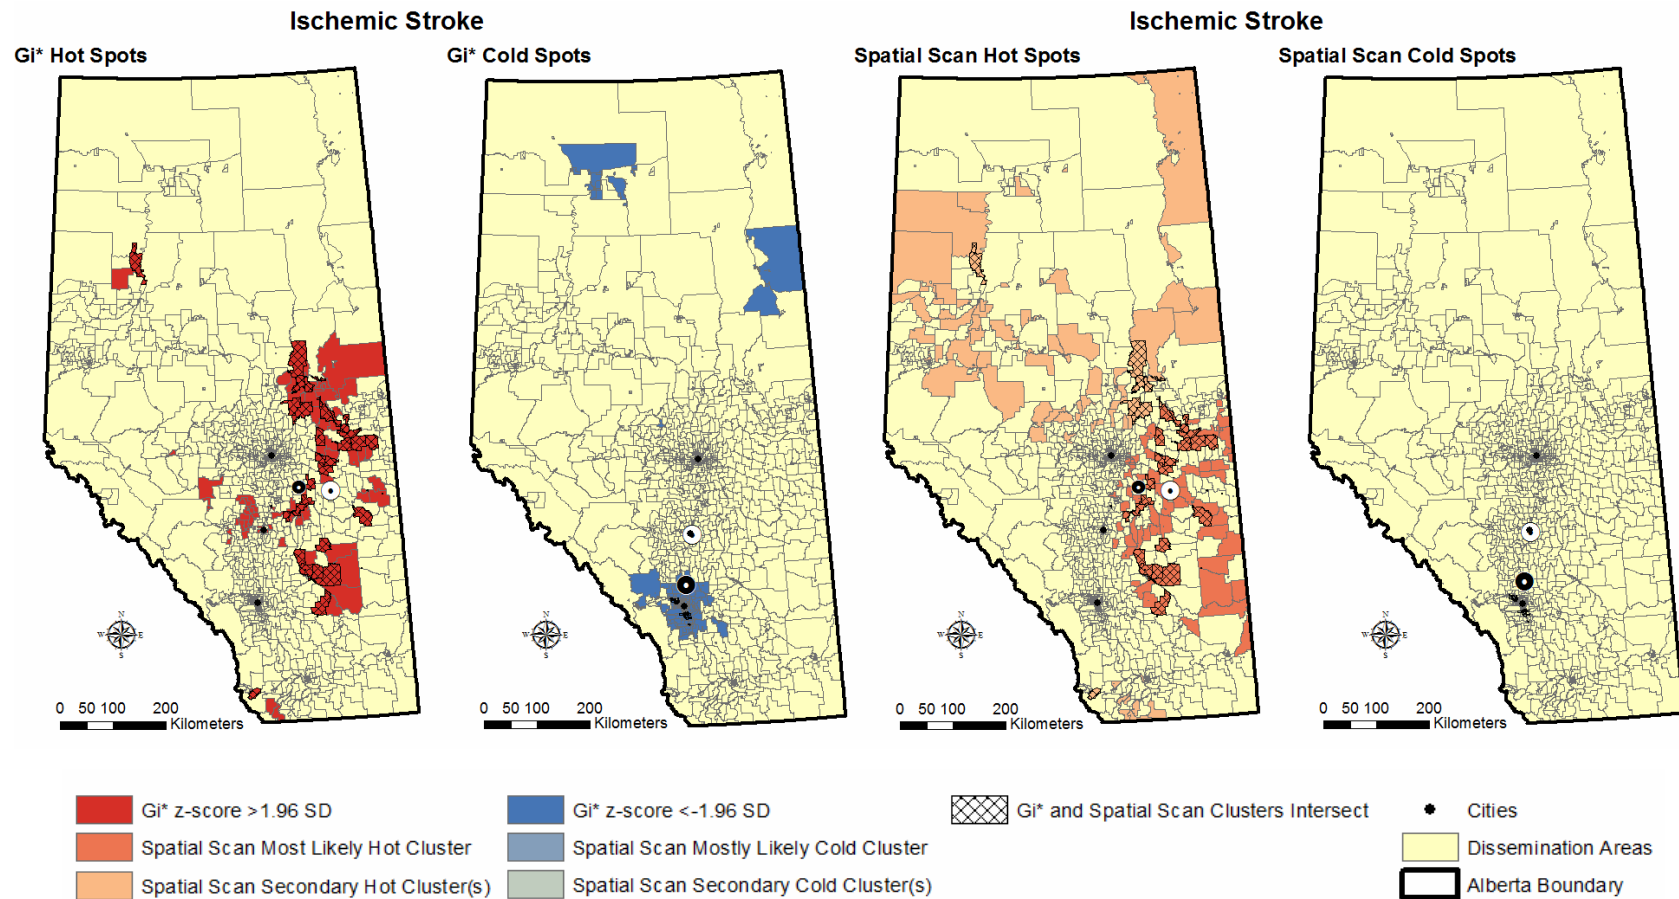 Ischemic Stroke
Ischemic Stroke
Gi* Hot Spots
Gi* Cold Spots
Spatial Scan Hot Spots
Spatial Scan Cold Spots
N
W E
S
N
W E
S
N
W E
S
N
W E
S
0 50 100 200
Kilometers
0 50 100 200
Kilometers
0 50 100 200
Kilometers
0 50 100 200
Kilometers
Gi* z-score >1.96 SD
Gi* z-score <-1.96 SD
Gi* and Spatial Scan Clusters Intersect
Cities
Spatial Scan Most Likely Hot Cluster
Spatial Scan Mostly Likely Cold Cluster
Dissemination Areas
Spatial Scan Secondary Hot Cluster(s)
Spatial Scan Secondary Cold Cluster(s)
Alberta Boundary